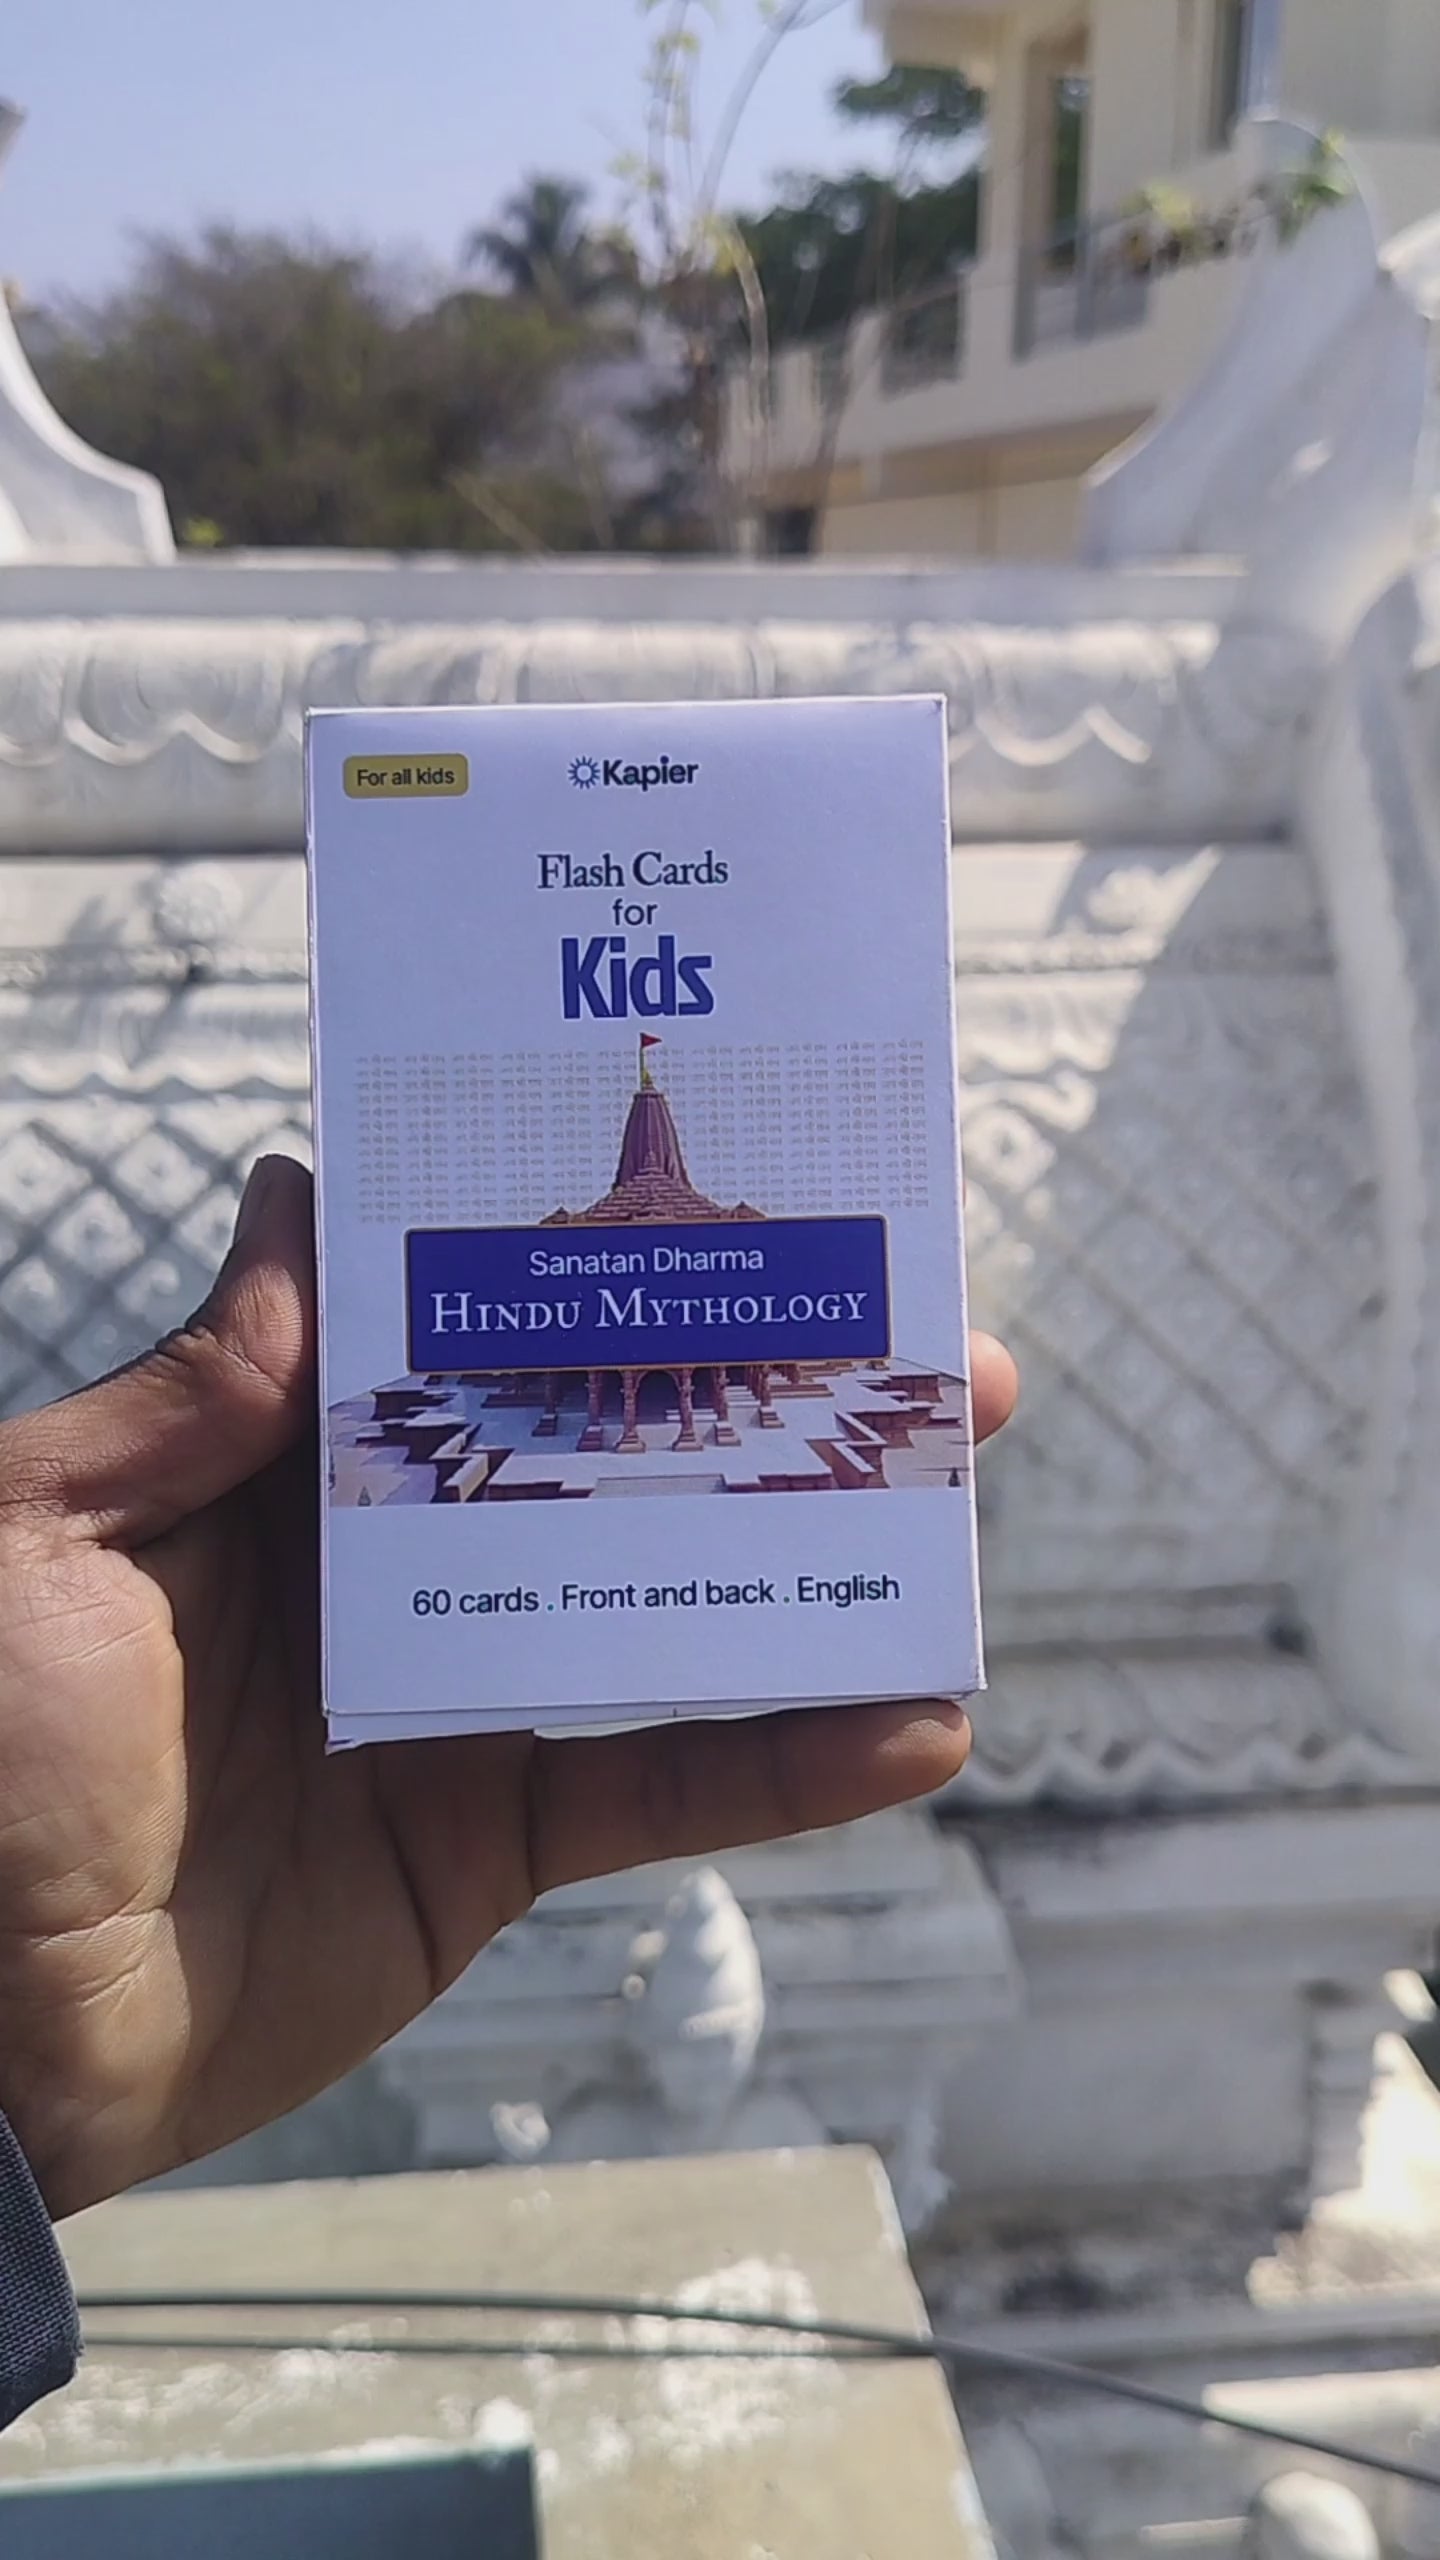 For all kids
Kapier
Flash Cards
for
Kids
Sanatan Dharma
HINDU MYTHOLOGY
60 cards . Front and back . English